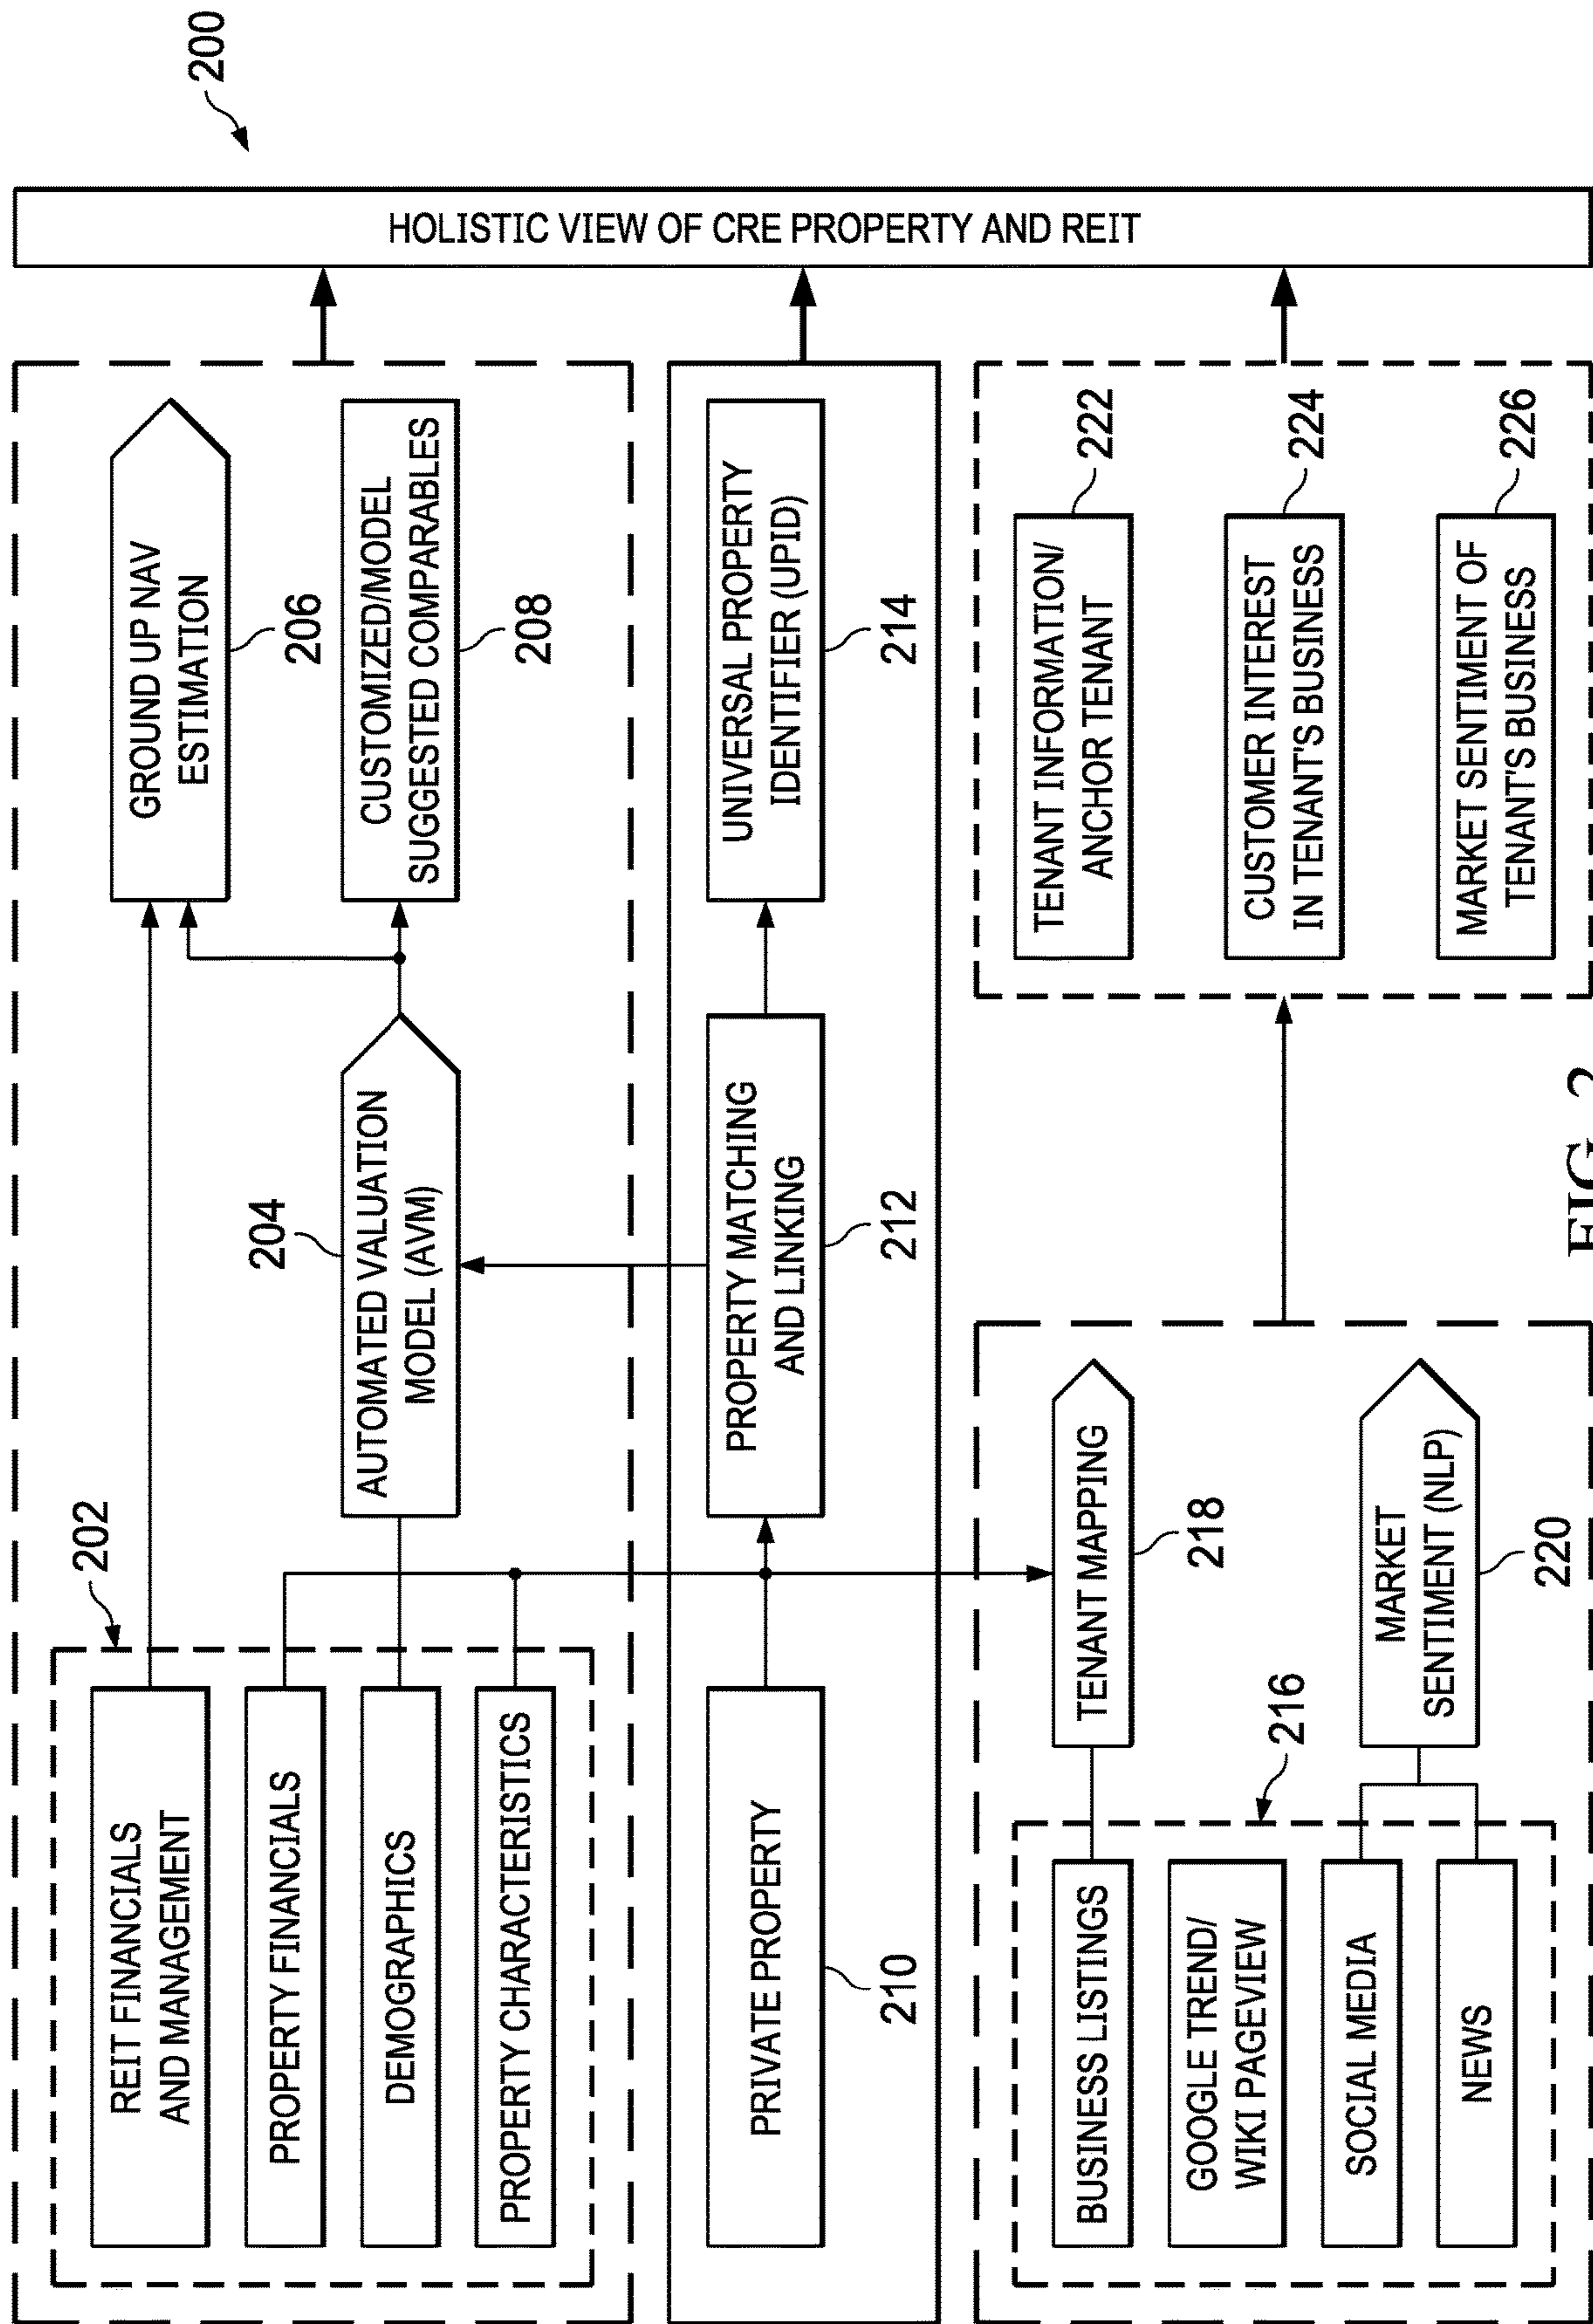 200
202
REIT FINANCIALS
AND MANAGEMENT
PROPERTY FINANCIALS
DEMOGRAPHICS
PROPERTY CHARACTERISTICS
204
AUTOMATED VALUATION
MODEL (AVM)
GROUND UP NAV
ESTIMATION
206
CUSTOMIZED/MODEL
SUGGESTED COMPARABLES
208
PRIVATE PROPERTY
210
PROPERTY MATCHING
AND LINKING
212
UNIVERSAL PROPERTY
IDENTIFIER (UPID)
214
216
BUSINESS LISTINGS
GOOGLE TREND/
WIKI PAGEVIEW
SOCIAL MEDIA
NEWS
TENANT MAPPING
218
MARKET
SENTIMENT (NLP)
220
TENANT INFORMATION/
ANCHOR TENANT
222
CUSTOMER INTEREST
IN TENANT'S BUSINESS
224
MARKET SENTIMENT OF
TENANT'S BUSINESS
226
HOLISTIC VIEW OF CRE PROPERTY AND REIT
FIG. 2